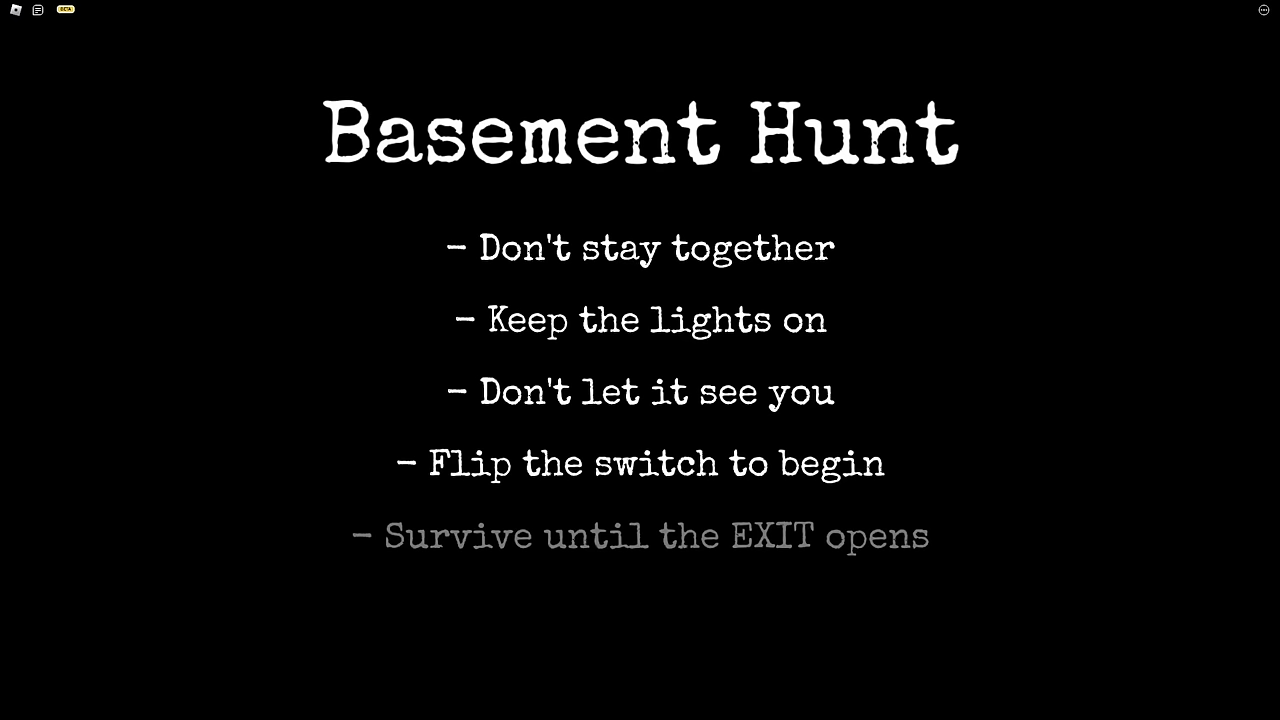 BETA
Basement Hunt
- Don't stay together
- Keep the lights on
- Don't let it see you
- Flip the switch to begin
- Survive until the EXIT opens